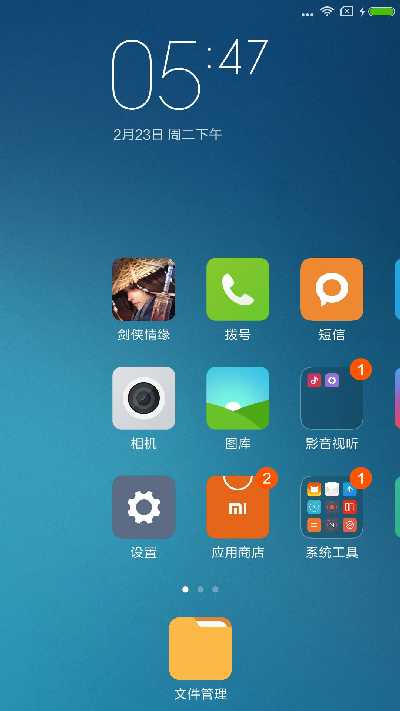 05:47
2月23日 周二下午
剑侠情缘
拨号
短信
1
相机
图库
影音视听
2
1
mi
设置
应用商店
系统工具
文件管理